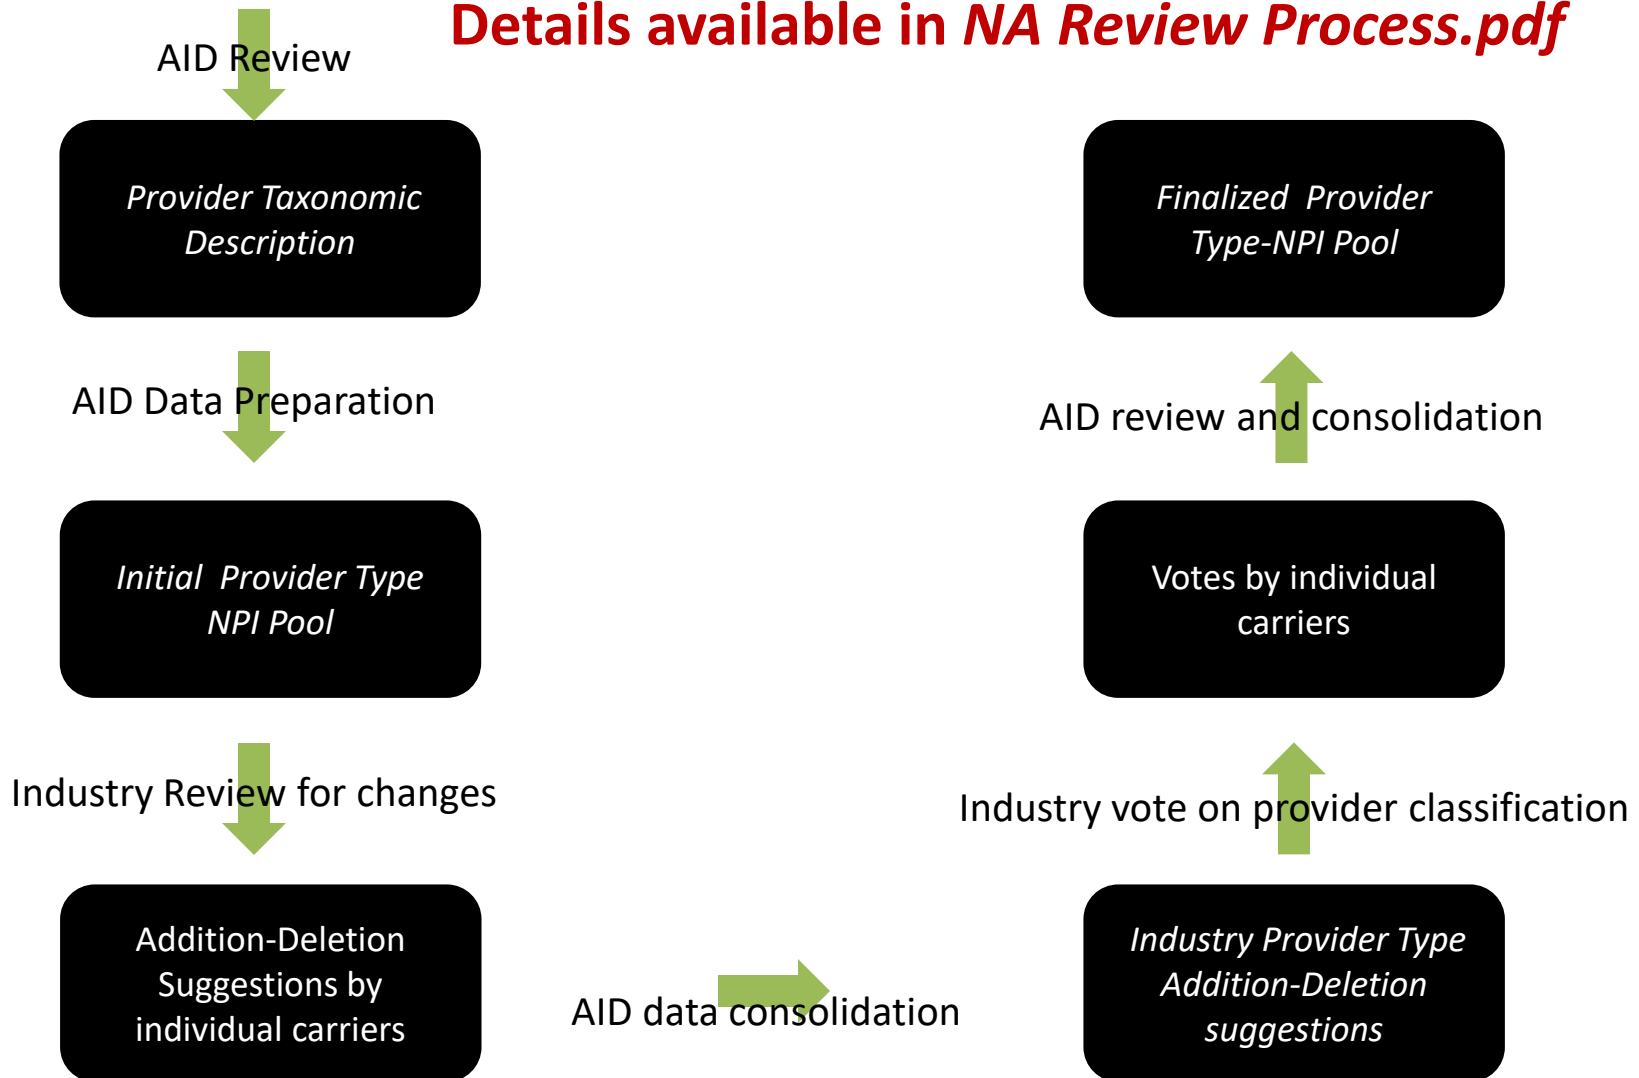 Details available in NA Review Process.pdf
AID Review
Provider Taxonomic
Description
AID Data Preparation
Initial  Provider Type
NPI Pool
Industry Review for changes
Addition-Deletion
Suggestions by
individual carriers
AID data consolidation
Industry Provider Type
Addition-Deletion
suggestions
Industry vote on provider classification
Votes by individual
carriers
AID review and consolidation
Finalized  Provider
Type-NPI Pool